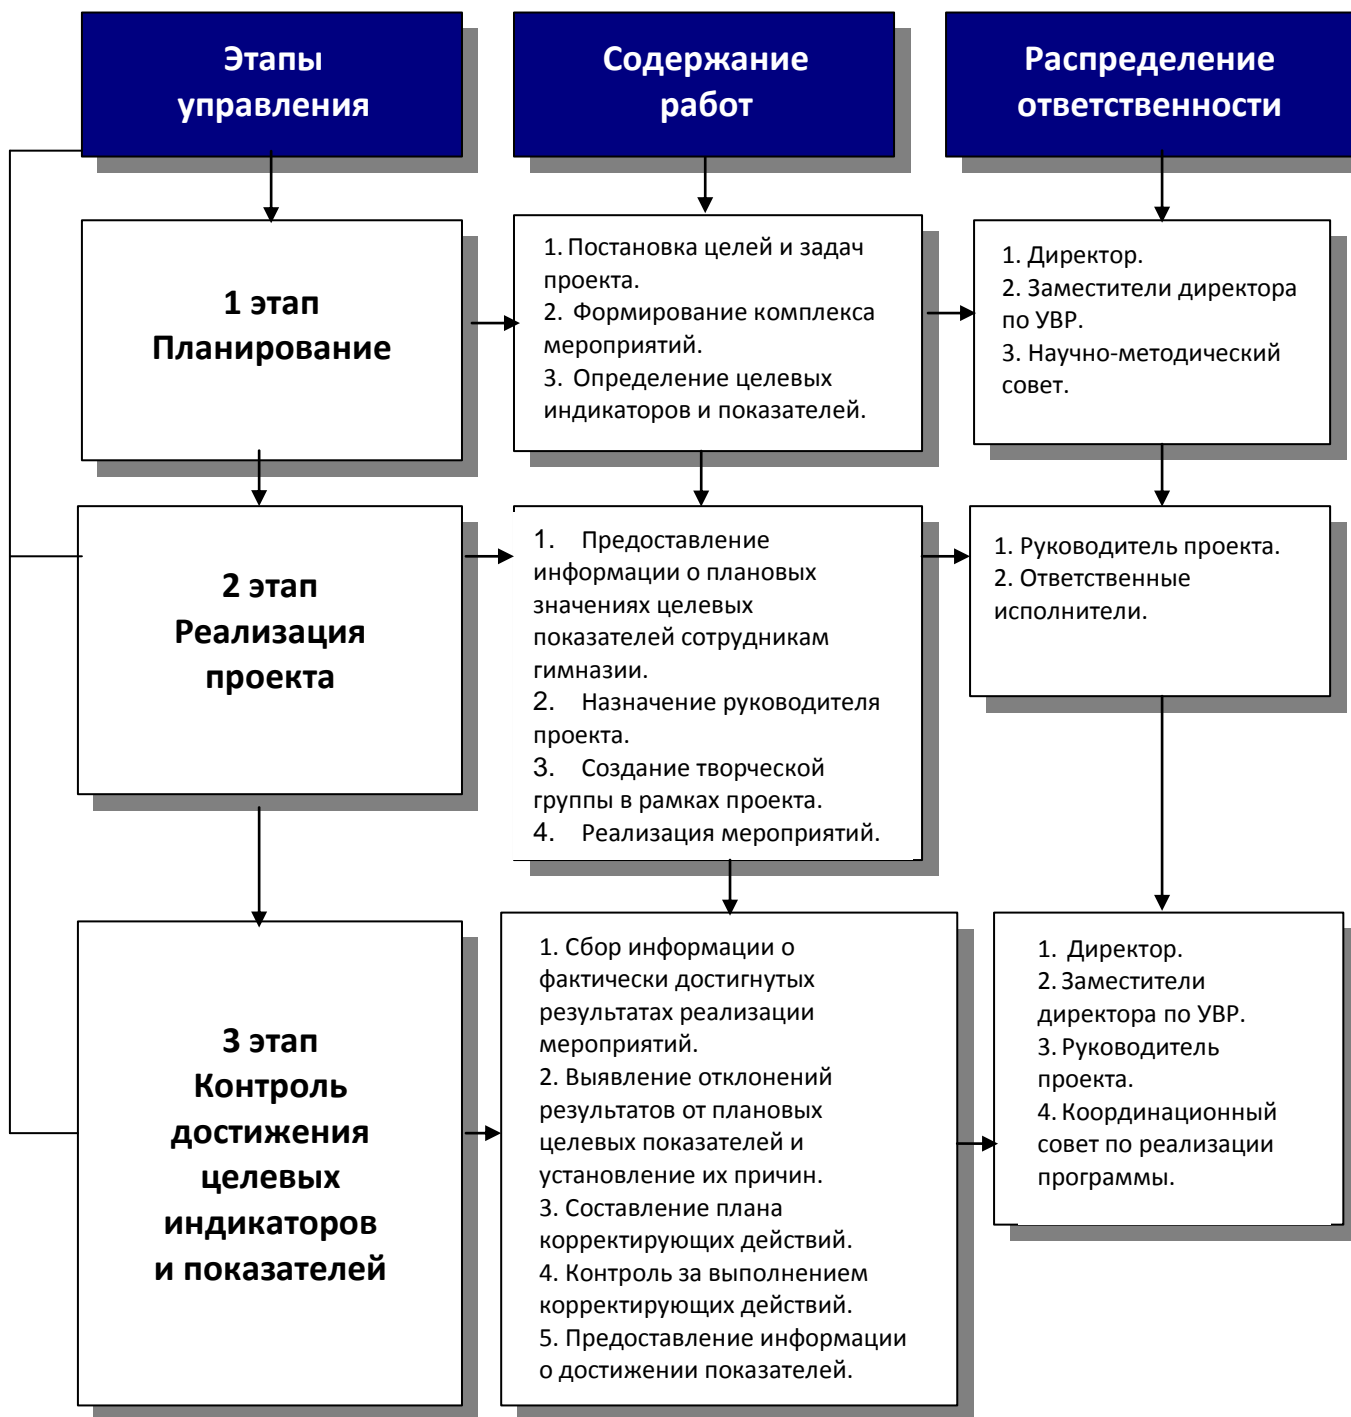 Этапы
управления
Содержание
работ
Распределение
ответственности
1 этап
Планирование
1. Постановка целей и задач
проекта.
2. Формирование комплекса
мероприятий.
3. Определение целевых
индикаторов и показателей.
1. Директор.
2. Заместители директора
по УВР.
3. Научно-методический
совет.
2 этап
Реализация
проекта
1. Предоставление
информации о плановых
значениях целевых
показателей сотрудникам
гимназии.
2. Назначение руководителя
проекта.
3. Создание творческой
группы в рамках проекта.
4. Реализация мероприятий.
1. Руководитель проекта.
2. Ответственные
исполнители.
3 этап
Контроль
достижения
целевых
индикаторов
и показателей
1. Сбор информации о
фактически достигнутых
результатах реализации
мероприятий.
2. Выявление отклонений
результатов от плановых
целевых показателей и
установление их причин.
3. Составление плана
корректирующих действий.
4. Контроль за выполнением
корректирующих действий.
5. Предоставление информации
о достижении показателей.
1. Директор.
2. Заместители
директора по УВР.
3. Руководитель
проекта.
4. Координационный
совет по реализации
программы.